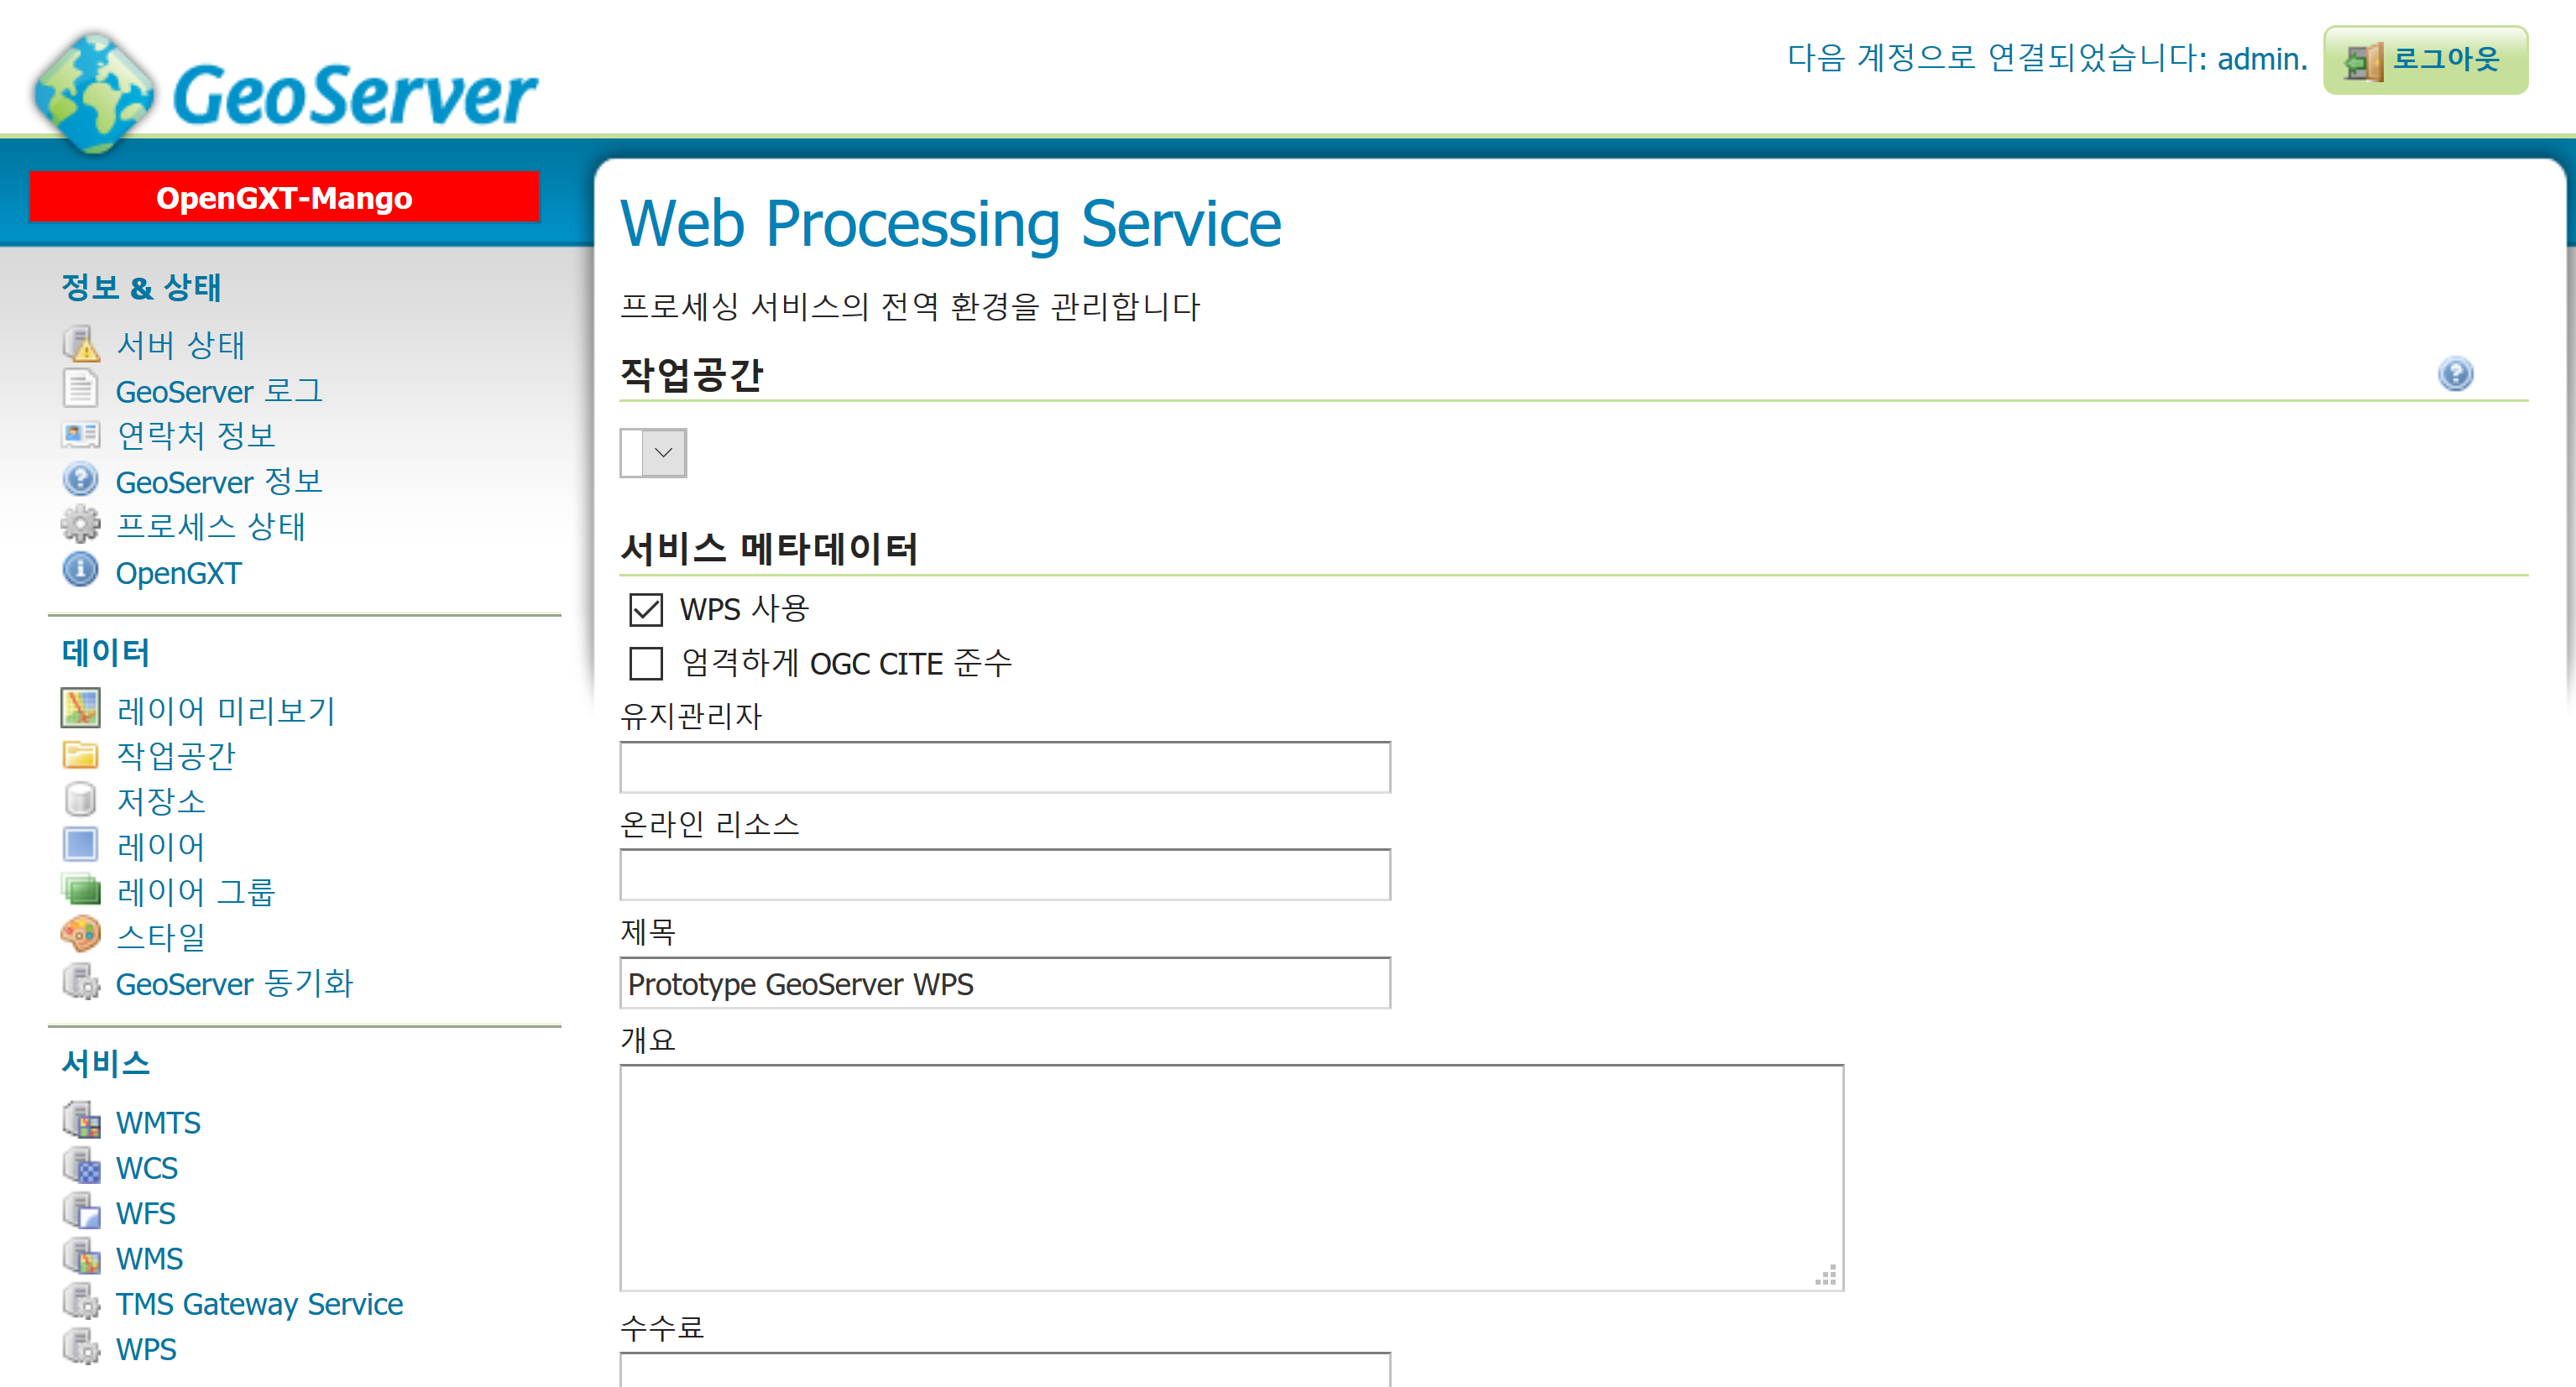 GeoServer
다음 계정으로 연결되었습니다: admin.
로그아웃
OpenGXT-Mango
정보 & 상태
서버 상태
GeoServer 로그
연락처 정보
GeoServer 정보
프로세스 상태
OpenGXT
데이터
레이어 미리보기
작업공간
저장소
레이어
레이어 그룹
스타일
GeoServer 동기화
서비스
WMTS
WCS
WFS
WMS
TMS Gateway Service
WPS
Web Processing Service
프로세싱 서비스의 전역 환경을 관리합니다
작업공간
서비스 메타데이터
WPS 사용
엄격하게 OGC CITE 준수
유지관리자
온라인 리소스
제목
Prototype GeoServer WPS
개요
수수료